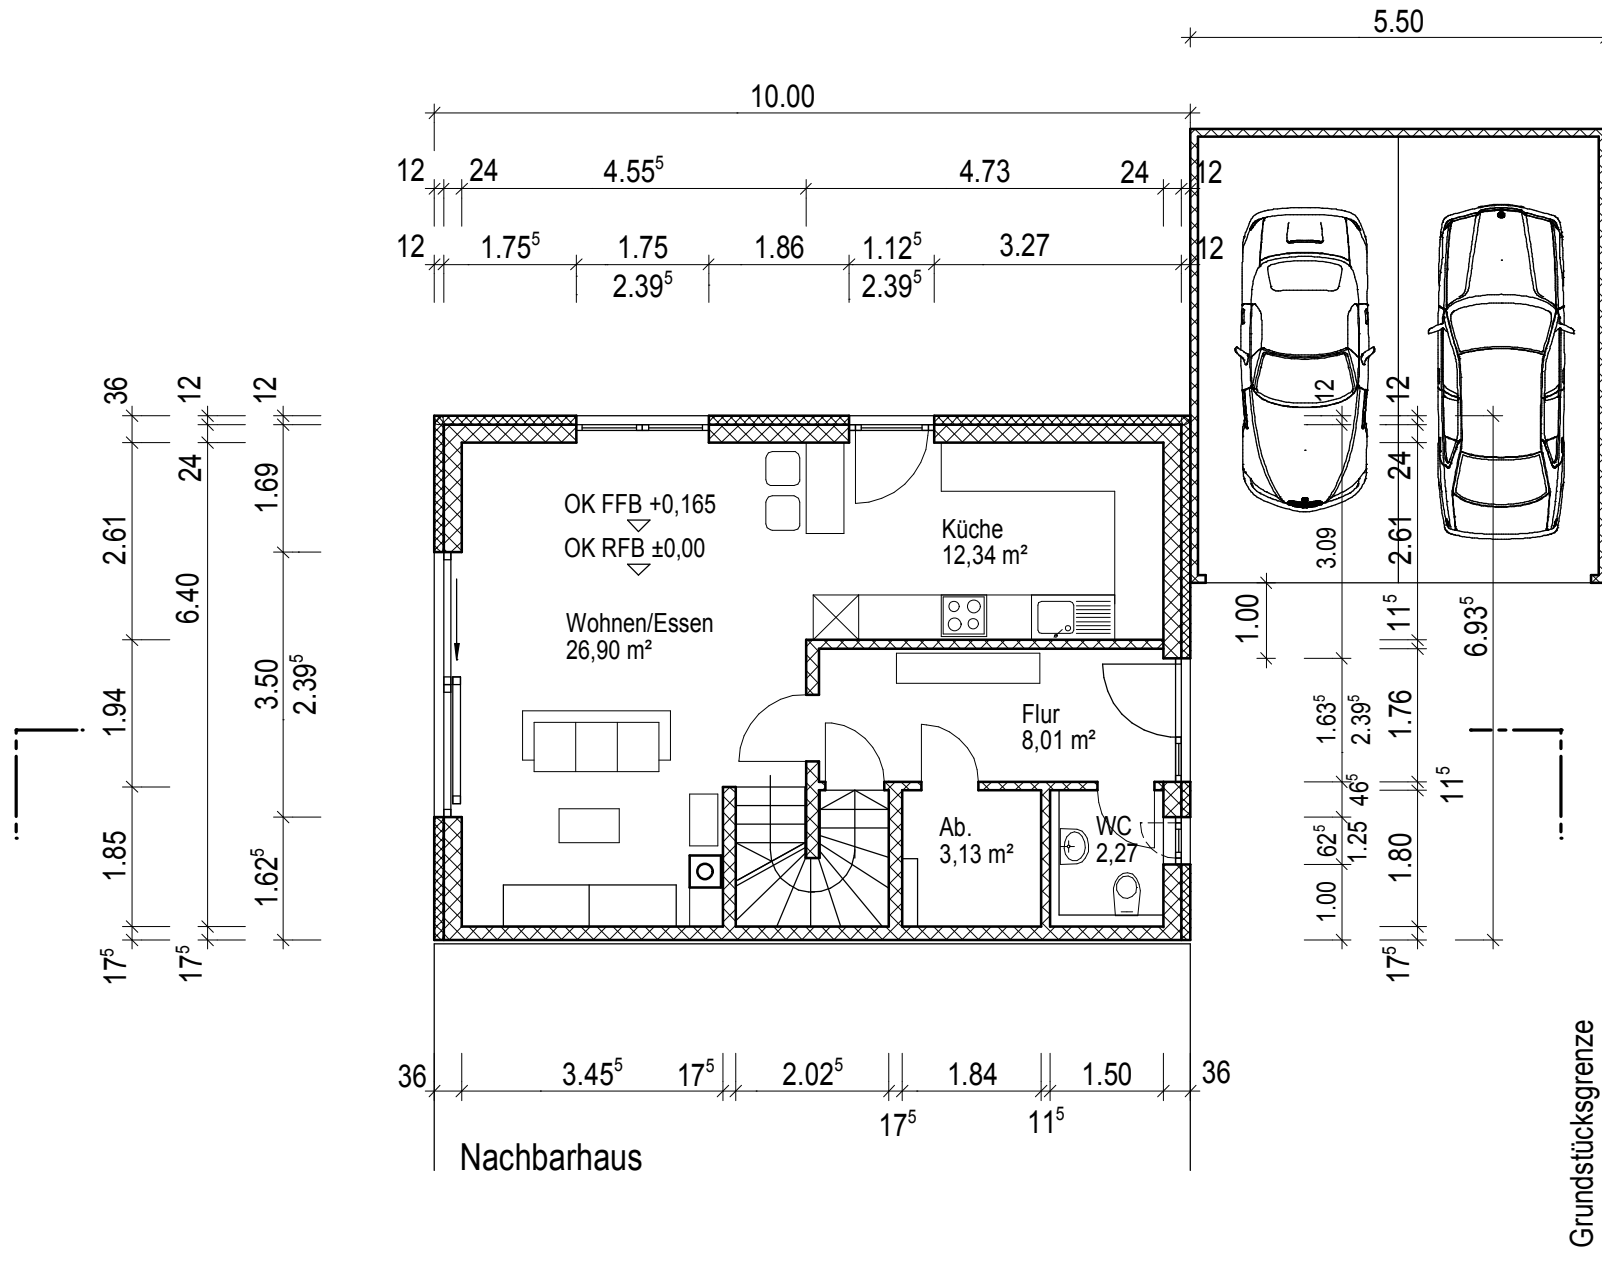 5.50
10.00
12 24 4.55⁵ 4.73 24 12
12 1.75⁵ 1.75 1.86 1.12⁵ 3.27 12
2.39⁵ 2.39⁵
36
2.61
1.94
1.85
17⁵
12
24
6.40
17⁵
12
1.69
3.50
2.39⁵
1.62⁵
OK FFB +0,165
OK RFB ±0,00
Küche
12,34 m²
Wohnen/Essen
26,90 m²
Flur
8,01 m²
Ab.
3,13 m²
WC
2,27
1.00
12
3.09
1.63⁵
2.39⁵
46⁵
62⁵
1.25
1.00
12
24
2.61
11⁵
1.76
11⁵
1.80
17⁵
6.93⁵
36 3.45⁵ 17⁵ 2.02⁵ 1.84 1.50 36
17⁵ 11⁵
Nachbarhaus
Grundstücksgrenze